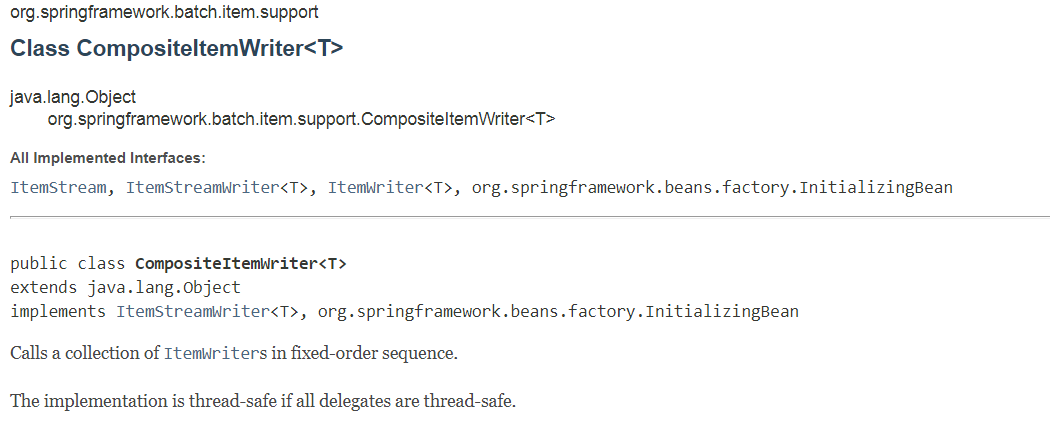 org.springframework.batch.item.support
Class CompositeItemWriter<T>
java.lang.Object
org.springframework.batch.item.support.CompositeItemWriter<T>
All Implemented Interfaces:
ItemStream, ItemStreamWriter<T>, ItemWriter<T>, org.springframework.beans.factory.InitializingBean
public class CompositeItemWriter<T>
extends java.lang.Object
implements ItemStreamWriter<T>, org.springframework.beans.factory.InitializingBean
Calls a collection of ItemWriters in fixed-order sequence.
The implementation is thread-safe if all delegates are thread-safe.